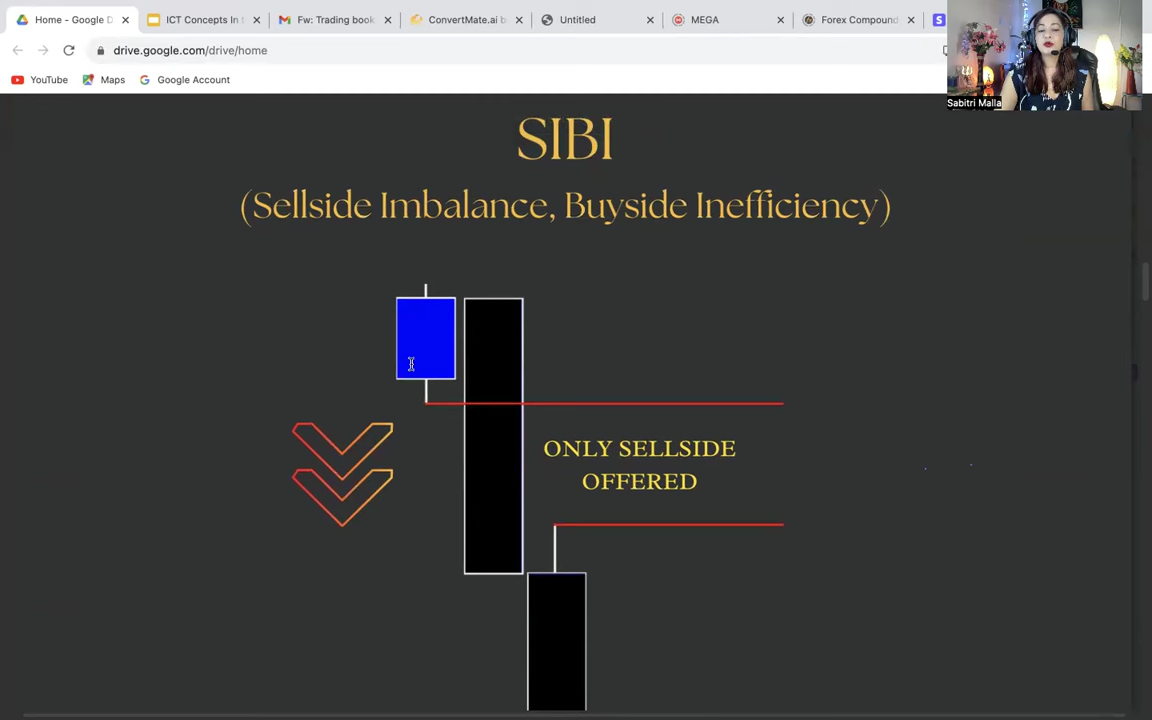 Home - Google D
ICT Concepts In
Fw: Trading book
ConvertMate.ai b
Untitled
MEGA
Forex Compound
drive.google.com/drive/home
YouTube
Maps
Google Account
Sabitri Malla
SIBI
(Sellside Imbalance, Buyside Inefficiency)
ONLY SELLSIDE
OFFERED